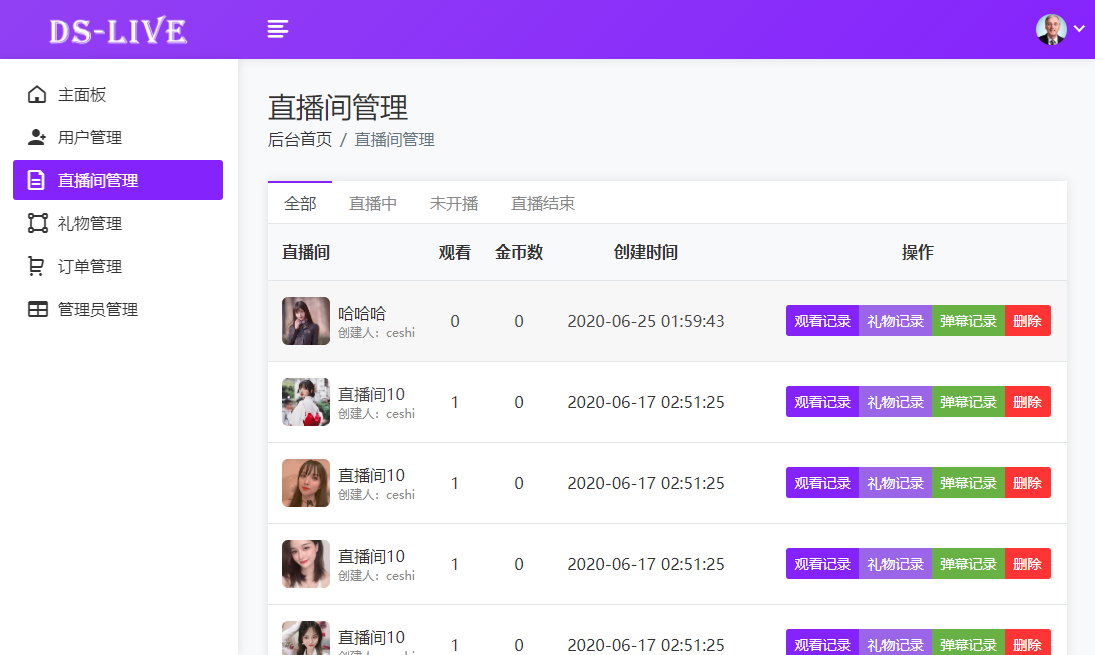 DS-LIVE
主面板
用户管理
直播间管理
礼物管理
订单管理
管理员管理
直播间管理
后台首页 / 直播间管理
全部 直播中 未开播 直播结束
直播间 观看 金币数 创建时间 操作
哈哈哈
创建人：ceshi
0 0 2020-06-25 01:59:43 观看记录 礼物记录 弹幕记录 删除
直播间10
创建人：ceshi
1 0 2020-06-17 02:51:25 观看记录 礼物记录 弹幕记录 删除
直播间10
创建人：ceshi
1 0 2020-06-17 02:51:25 观看记录 礼物记录 弹幕记录 删除
直播间10
创建人：ceshi
1 0 2020-06-17 02:51:25 观看记录 礼物记录 弹幕记录 删除
直播间10
创建人：ceshi
1 0 2020-06-17 02:51:25 观看记录 礼物记录 弹幕记录 删除